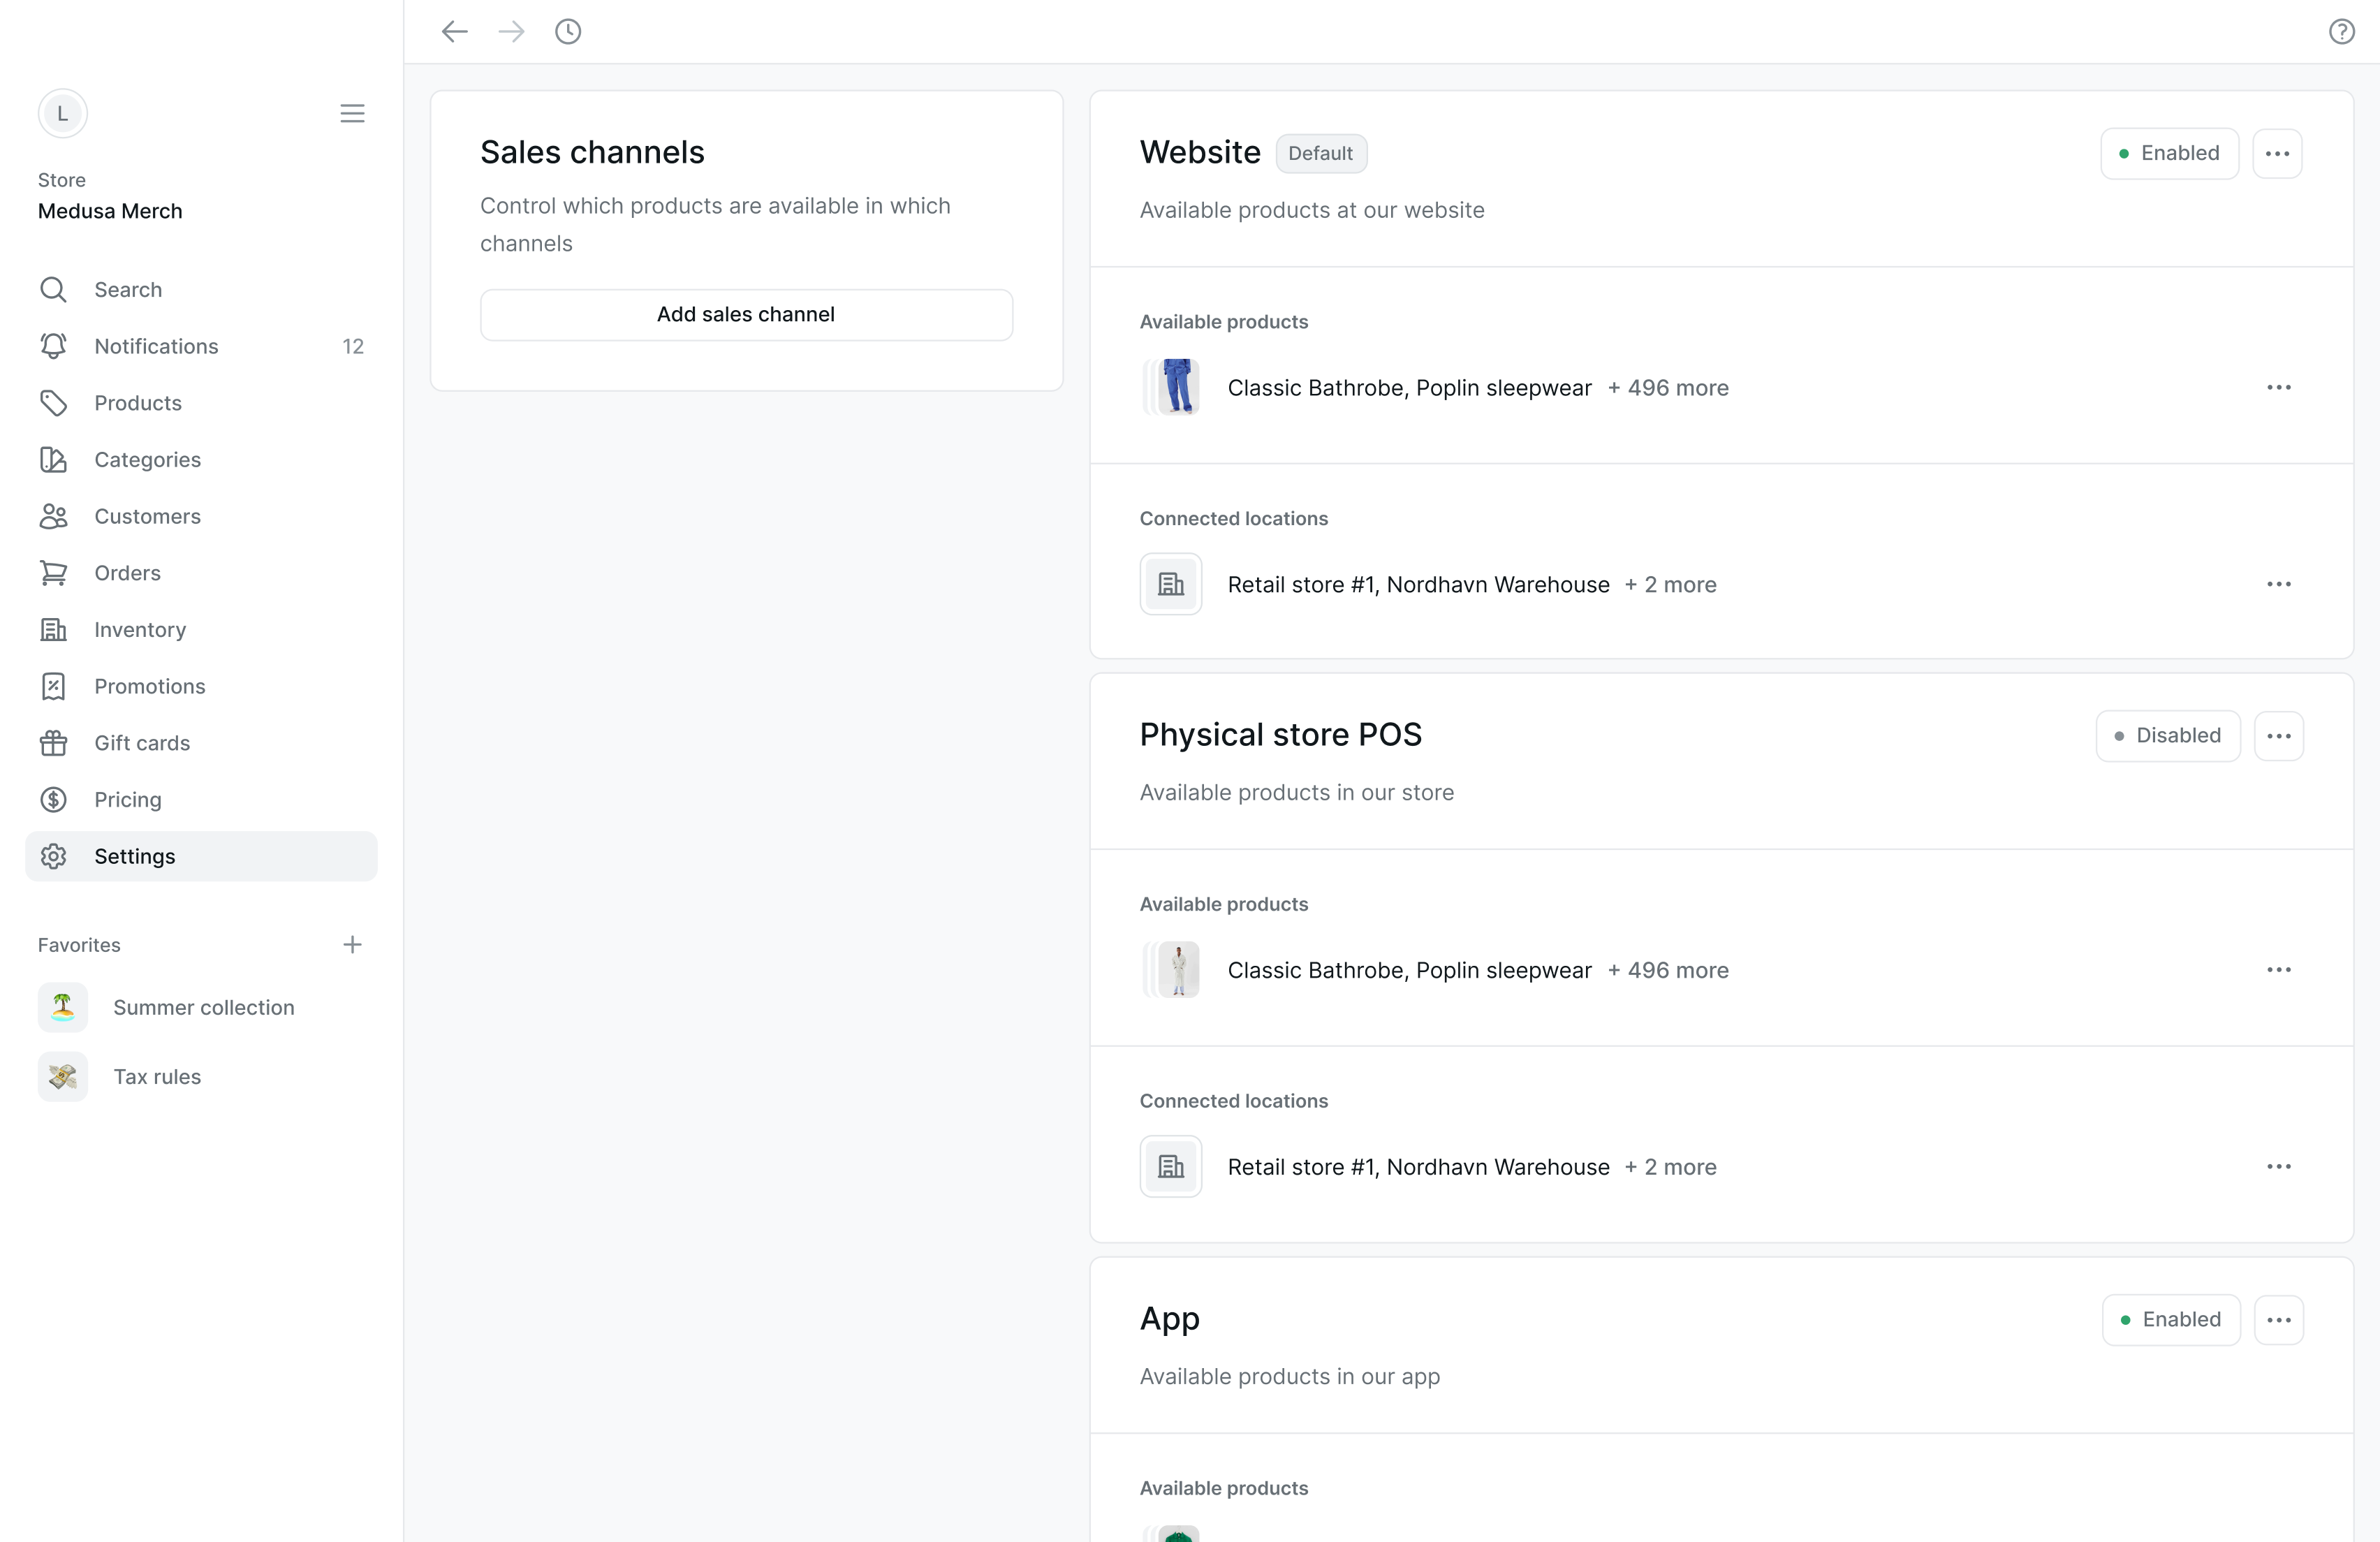 L
Store
Medusa Merch
Search
Notifications 12
Products
Categories
Customers
Orders
Inventory
Promotions
Gift cards
Pricing
Settings
Favorites
Summer collection
Tax rules
Sales channels
Control which products are available in which
channels
Add sales channel
Website Default Enabled
Available products at our website
Available products
Classic Bathrobe, Poplin sleepwear + 496 more
Connected locations
Retail store #1, Nordhavn Warehouse + 2 more
Physical store POS Disabled
Available products in our store
Available products
Classic Bathrobe, Poplin sleepwear + 496 more
Connected locations
Retail store #1, Nordhavn Warehouse + 2 more
App Enabled
Available products in our app
Available products